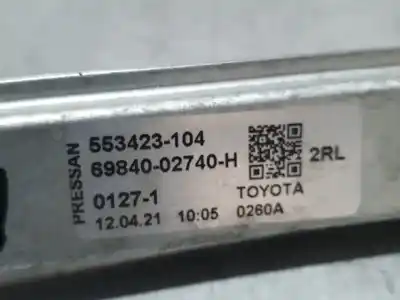 PRESSAN
553423-104
69840-02740-H
2RL
0127-1
TOYOTA
12.04.21 10:05 0260A